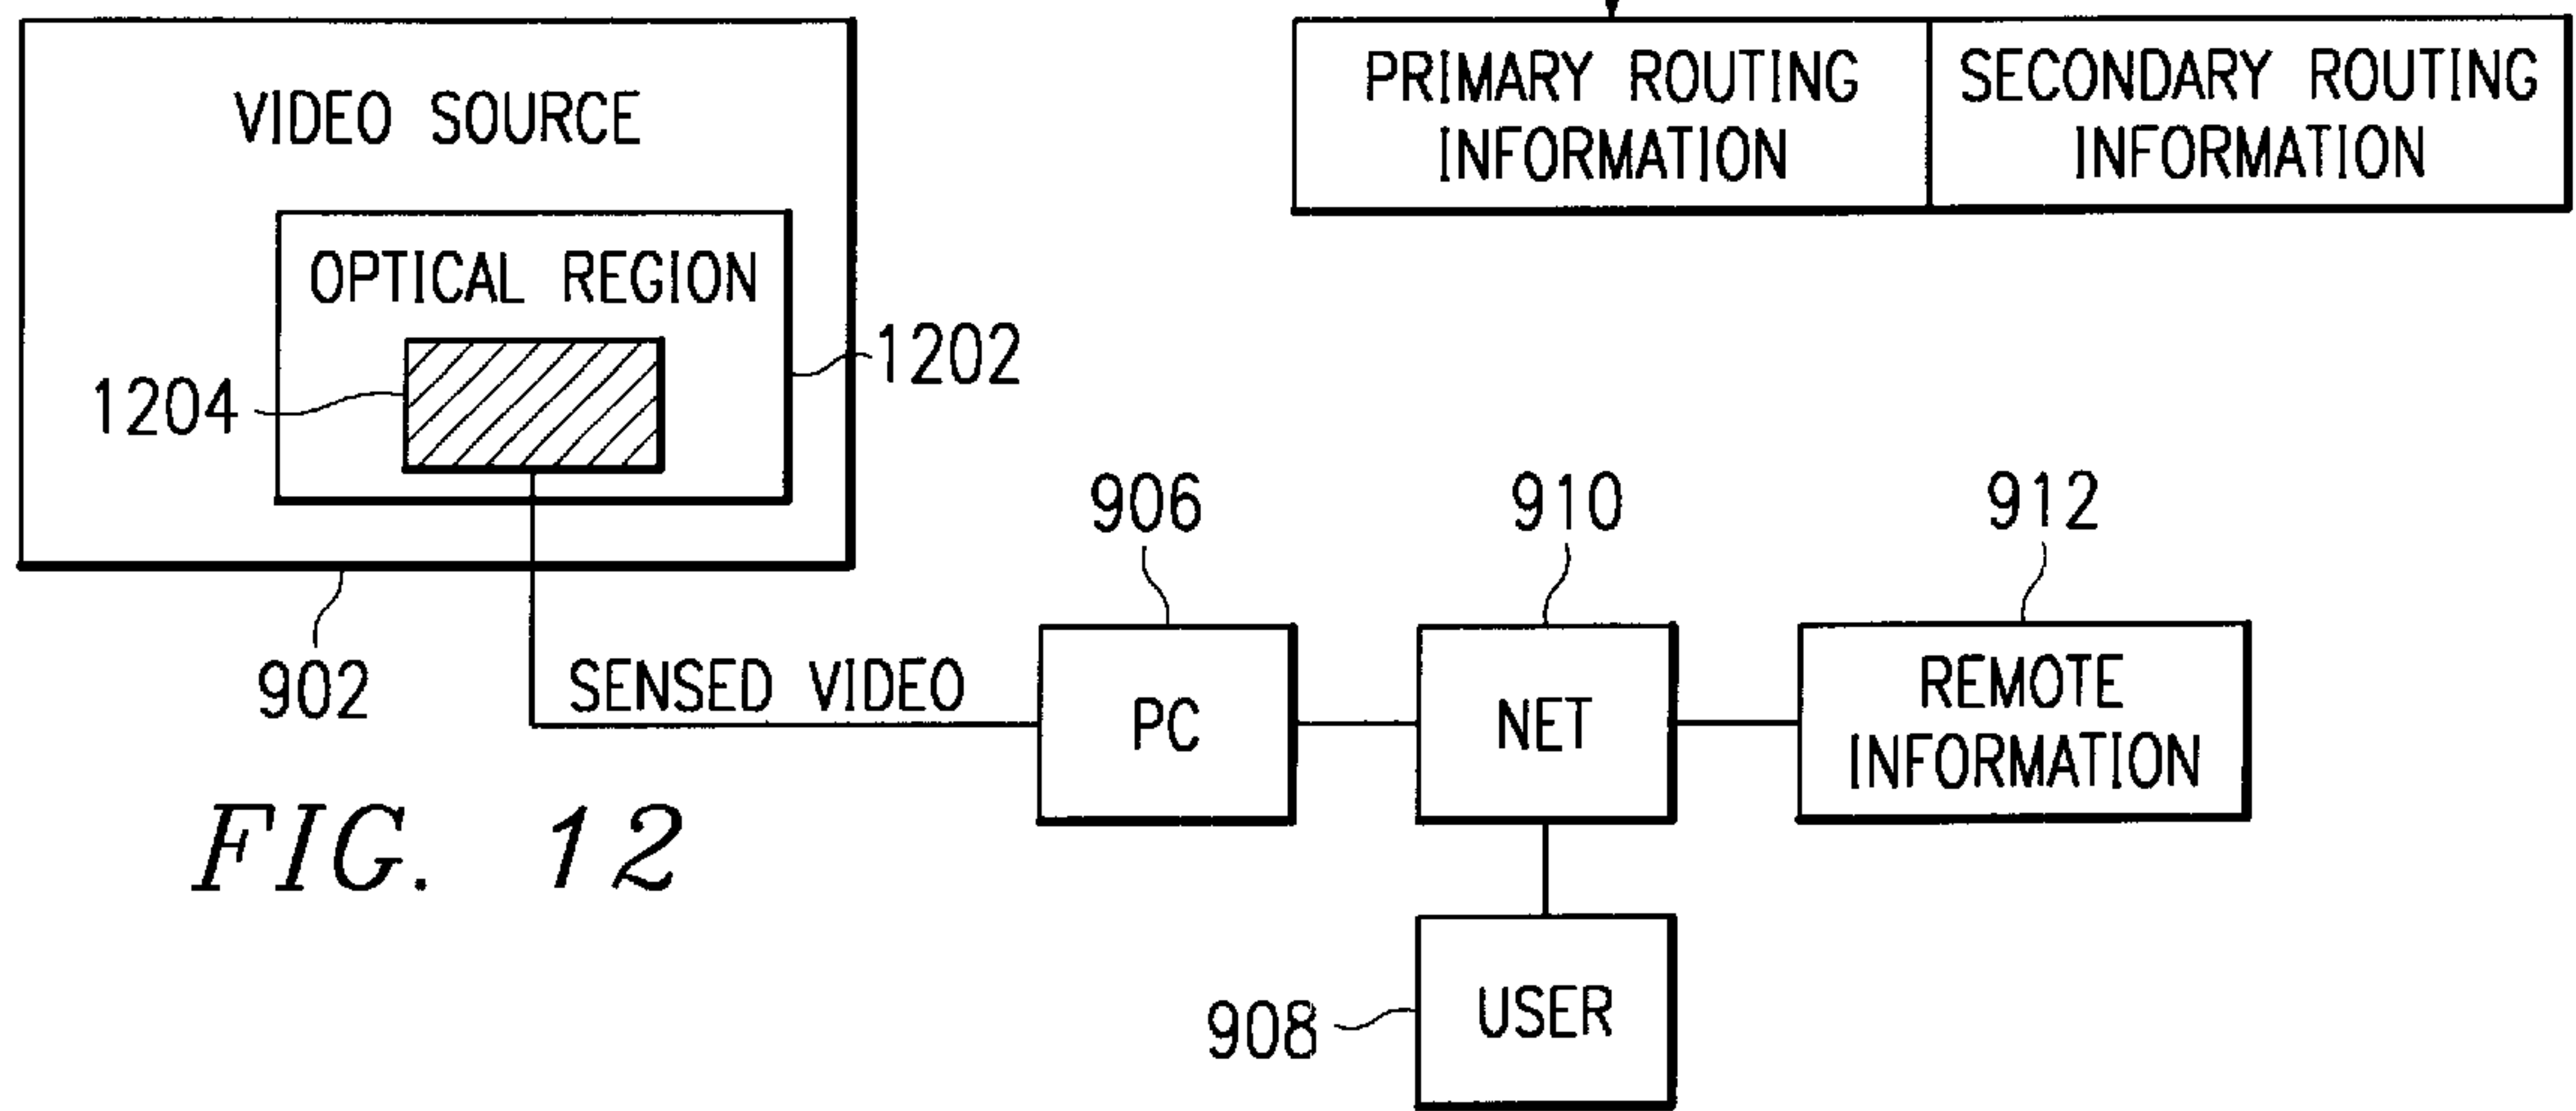 VIDEO SOURCE
OPTICAL REGION
1202
1204
902
SENSED VIDEO
FIG. 12
PRIMARY ROUTING
INFORMATION
SECONDARY ROUTING
INFORMATION
906
PC
910
NET
912
REMOTE
INFORMATION
908
USER